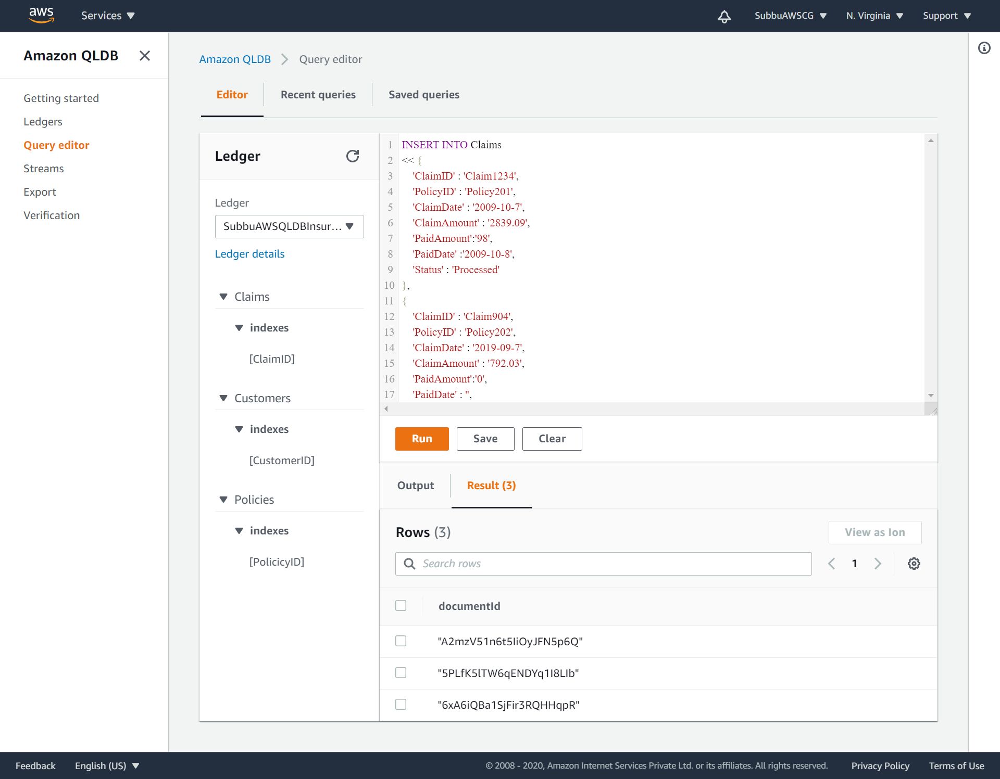 aws Services SubbuAWSCG N. Virginia Support
Amazon QLDB
Getting started
Ledgers
Query editor
Streams
Export
Verification
Amazon QLDB Query editor
Editor Recent queries Saved queries
Ledger
Ledger
SubbuAWSQLDBInsur...
Ledger details
Claims
indexes
[ClaimID]
Customers
indexes
[CustomerID]
Policies
indexes
[PolicicyID]
1 INSERT INTO Claims
2 << {
3 'ClaimID' : 'Claim1234',
4 'PolicyID' : 'Policy201',
5 'ClaimDate' : '2009-10-7',
6 'ClaimAmount' : '2839.09',
7 'PaidAmount':'98',
8 'PaidDate' :'2009-10-8',
9 'Status' : 'Processed'
10 },
11 {
12 'ClaimID' : 'Claim904',
13 'PolicyID' : 'Policy202',
14 'ClaimDate' : '2019-09-7',
15 'ClaimAmount' : '792.03',
16 'PaidAmount':'0',
17 'PaidDate' : '',
Run Save Clear
Output Result (3)
Rows (3) View as Ion
Search rows 1
documentId
"A2mzV51n6t5IiOyJFN5p6Q"
"5PLfK5lTW6qENDYq1I8LIb"
"6xA6iQBa1SjFir3RQHHqpR"
Feedback English (US) © 2008 - 2020, Amazon Internet Services Private Ltd. or its affiliates. All rights reserved. Privacy Policy Terms of Use